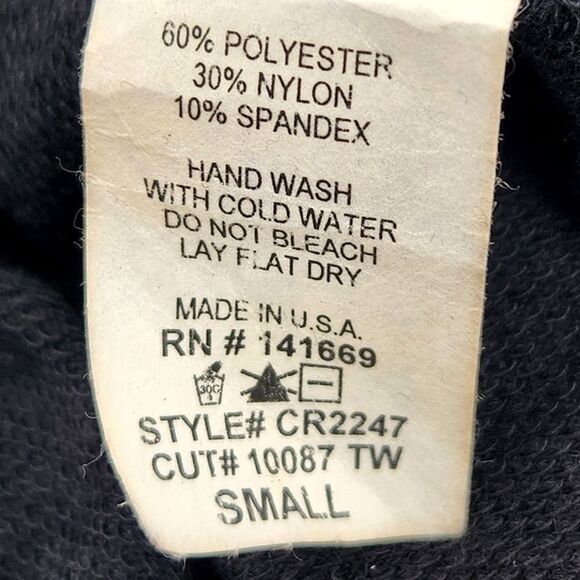 60% POLYESTER
30% NYLON
10% SPANDEX
HAND WASH
WITH COLD WATER
DO NOT BLEACH
LAY FLAT DRY
MADE IN U.S.A.
RN # 141669
30C
STYLE# CR2247
CUT# 10087 TW
SMALL